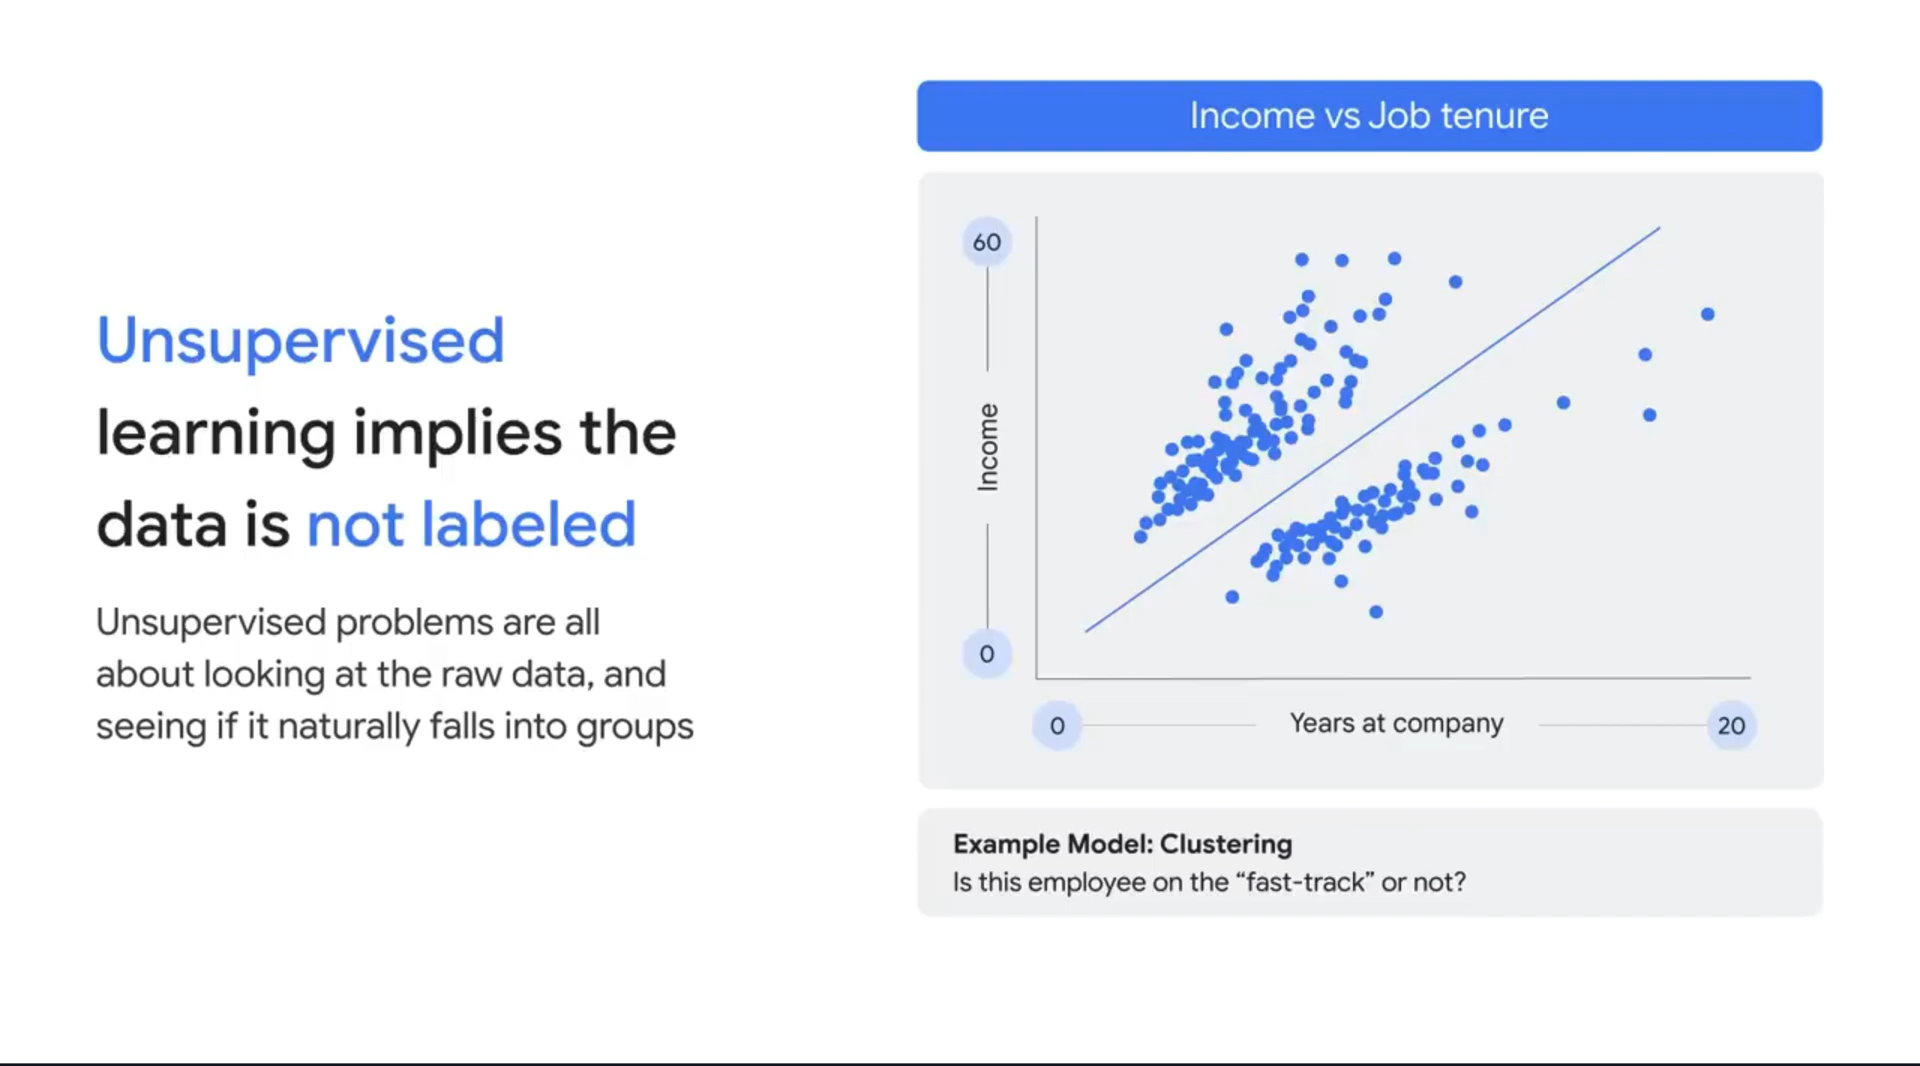 Unsupervised
learning implies the
data is not labeled
Unsupervised problems are all
about looking at the raw data, and
seeing if it naturally falls into groups
Income vs Job tenure
60
Income
0
0
Years at company
20
Example Model: Clustering
Is this employee on the “fast-track” or not?